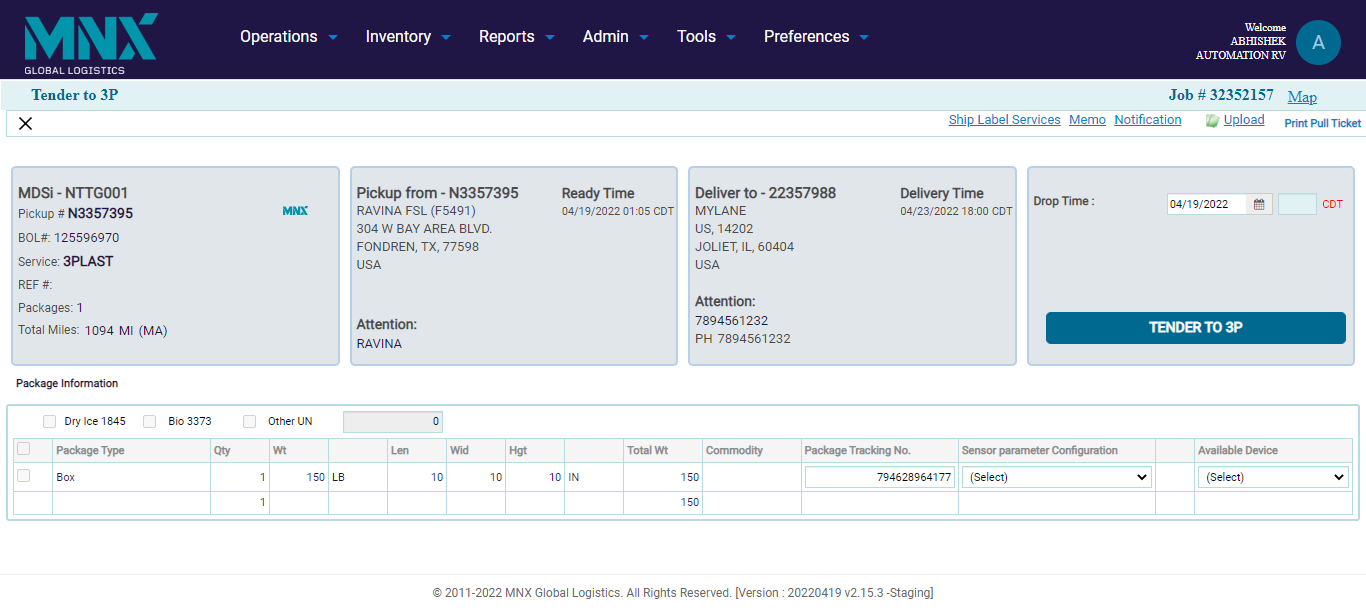 MNX
GLOBAL LOGISTICS
Operations Inventory Reports Admin Tools Preferences
Welcome
ABHISHEK
AUTOMATION RV
A
Tender to 3P
Job # 32352157 Map
Ship Label Services Memo Notification Upload Print Pull Ticket
MDSi - NTTG001
Pickup # N3357395
MNX
BOL#: 125596970
Service: 3PLAST
REF #:
Packages: 1
Total Miles: 1094 MI (MA)
Pickup from - N3357395
RAVINA FSL (F5491)
304 W BAY AREA BLVD.
FONDREN, TX, 77598
USA
Attention:
RAVINA
Ready Time
04/19/2022 01:05 CDT
Deliver to - 22357988
MYLANE
US, 14202
JOLIET, IL, 60404
USA
Attention:
7894561232
PH 7894561232
Delivery Time
04/23/2022 18:00 CDT
Drop Time :
04/19/2022
CDT
TENDER TO 3P
Package Information
Dry Ice 1845 Bio 3373 Other UN 0
Package Type Qty Wt Len Wid Hgt Total Wt Commodity Package Tracking No. Sensor parameter Configuration Available Device
Box 1 150 LB 10 10 10 IN 150 794628964177 (Select) (Select)
1 150
© 2011-2022 MNX Global Logistics. All Rights Reserved. [Version : 20220419 v2.15.3 -Staging]